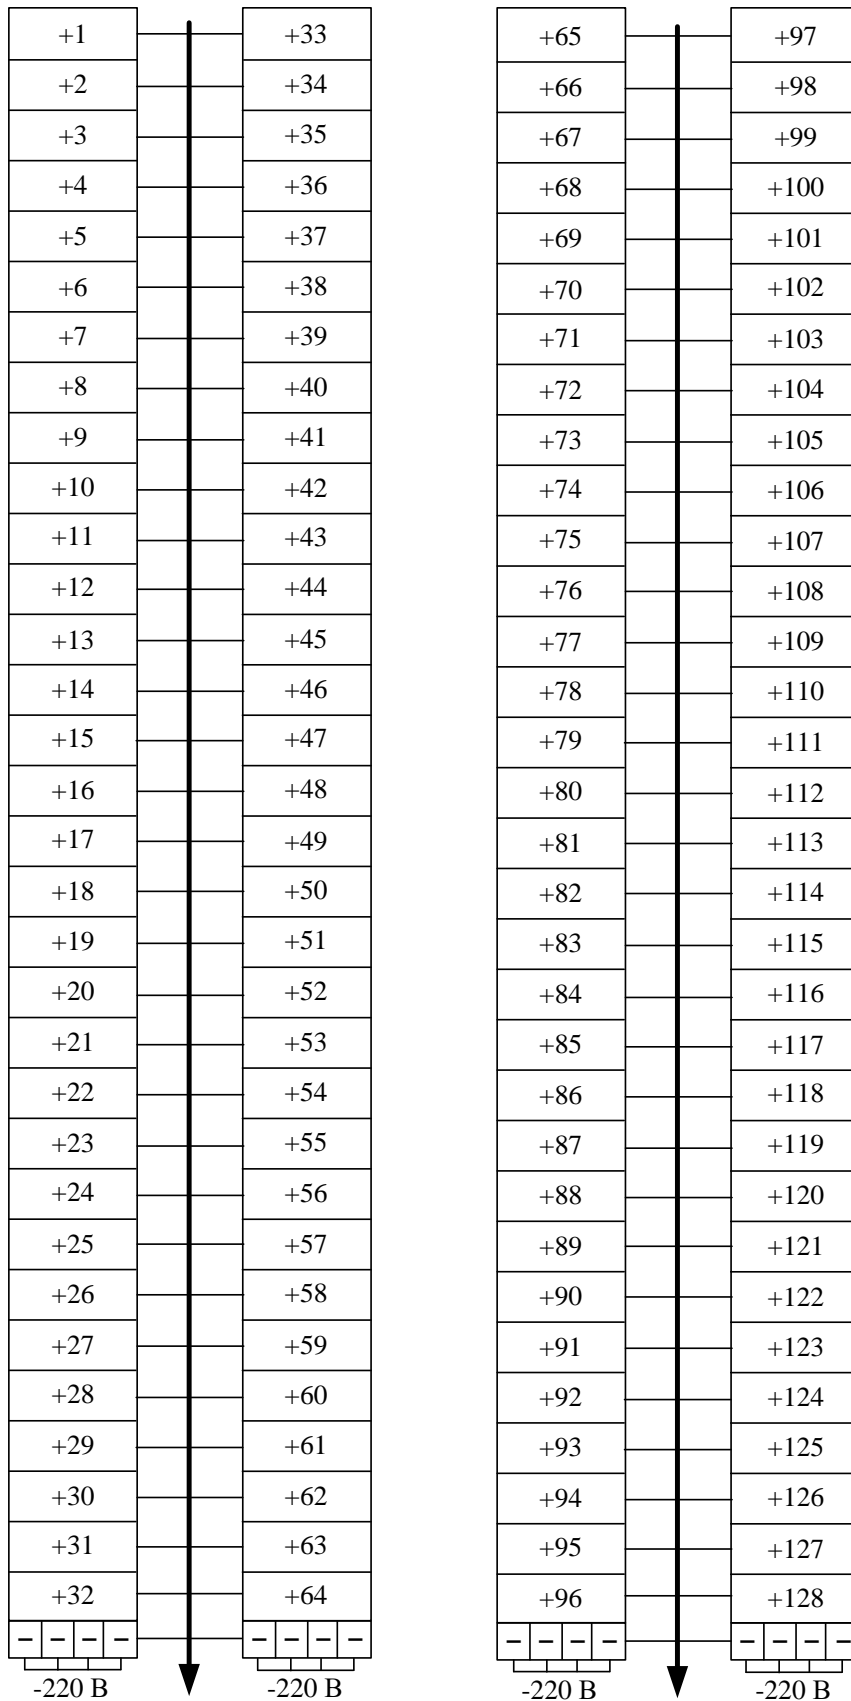 +1 +33 +65 +97
+2 +34 +66 +98
+3 +35 +67 +99
+4 +36 +68 +100
+5 +37 +69 +101
+6 +38 +70 +102
+7 +39 +71 +103
+8 +40 +72 +104
+9 +41 +73 +105
+10 +42 +74 +106
+11 +43 +75 +107
+12 +44 +76 +108
+13 +45 +77 +109
+14 +46 +78 +110
+15 +47 +79 +111
+16 +48 +80 +112
+17 +49 +81 +113
+18 +50 +82 +114
+19 +51 +83 +115
+20 +52 +84 +116
+21 +53 +85 +117
+22 +54 +86 +118
+23 +55 +87 +119
+24 +56 +88 +120
+25 +57 +89 +121
+26 +58 +90 +122
+27 +59 +91 +123
+28 +60 +92 +124
+29 +61 +93 +125
+30 +62 +94 +126
+31 +63 +95 +127
+32 +64 +96 +128
- - - - - - - - - - - - - - - -
-220 В -220 В -220 В -220 В